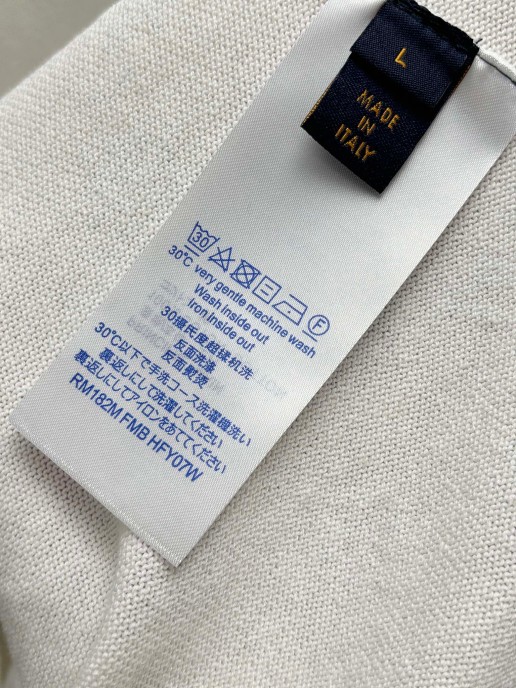 L
MADE
IN
ITALY
30
F
30°C very gentle machine wash
Wash inside out
Iron inside out
30摄氏度超柔机洗
反面洗涤
反面熨烫
30℃以下で手洗コース洗濯機洗い
裏返しにして洗濯してください
裏返しにしてアイロンをあててください
RM182M FMB HFY07W